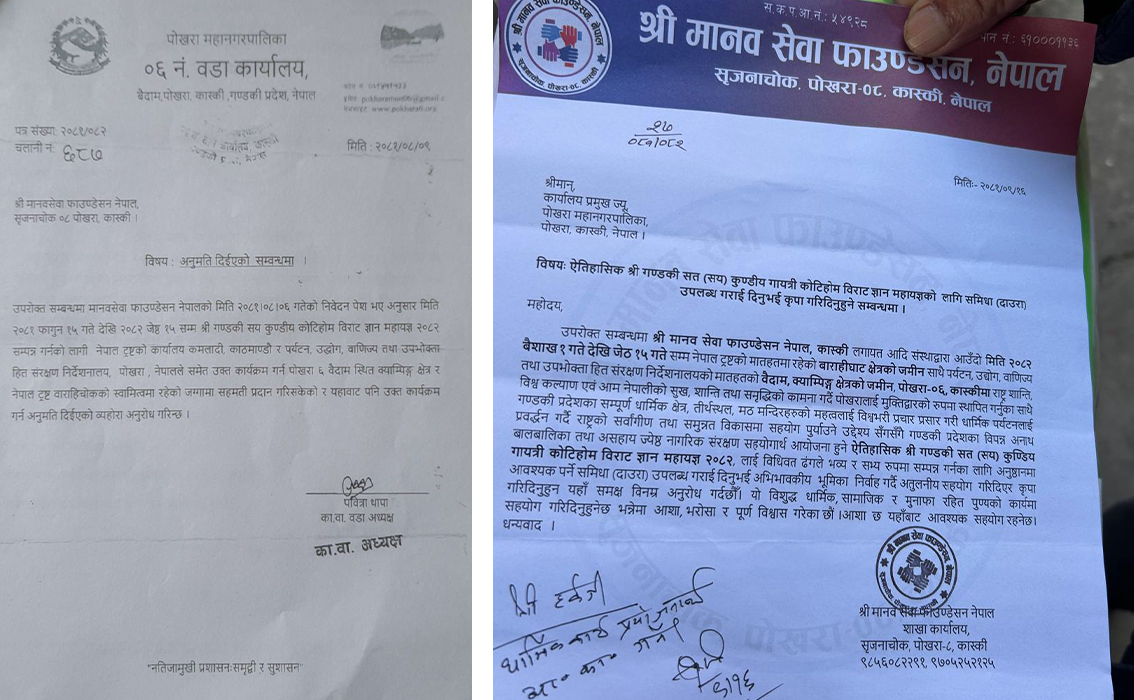 पोखरा महानगरपालिका
०६ नं. वडा कार्यालय,
बैदाम,पोखरा, कास्की ,गण्डकी प्रदेश, नेपाल
पत्र संख्या: २०८१/०८२
चलानी नं: ६८७
मिति : २०८१/०८/०९
श्री मानवसेवा फाउण्डेसन नेपाल,
सृजनाचोक ०८ पोखरा, कास्की ।
विषय : अनुमति दिईएको सम्वन्धमा ।
उपरोक्त सम्बन्धमा मानवसेवा फाउण्डेसन नेपालको मिति २०८१।०८।०६ गतेको निवेदन पेश भए अनुसार मिति
२०८१ फागुन १५ गते देखि २०८२ जेष्ठ १५ सम्म श्री गण्डकी सय कुण्डीय कोटिहोम विराट ज्ञान महायज्ञ २०८२
सम्पन्न गर्नको लागी नेपाल ट्रष्टको कार्यालय कमलादी, काठमाण्डौ र पर्यटन, उद्धोग, वाणिज्य तथा उपभोक्ता
हित संरक्षण निर्देशनालय, पोखरा , नेपालले समेत उक्त कार्यक्रम गर्न पोखरा ६ वैदाम स्थित क्याम्पिङ्ग क्षेत्र र
नेपाल ट्रष्ट वाराहिचोकको स्वामित्वमा रहेको जग्गामा सहमती प्रदान गरिसकेको र यहावाट पनि उक्त कार्यक्रम
गर्न अनुमति दिईएको व्यहोरा अनुरोध गरिन्छ ।
पवित्रा थापा
का.वा. वडा अध्यक्ष
का.वा. अध्यक्ष
"नतिजामुखी प्रशासनःसमृद्वी र सुशासन"
स.क.प.आ.नं.: ५४९२८
पान नं.: ६१०००११३६
श्री मानव सेवा फाउण्डेसन, नेपाल
सृजनाचोक, पोखरा-०८, कास्की, नेपाल
२७
०८१/०८२
मितिः- २०८१/०९/१६
श्रीमान्,
कार्यालय प्रमुख ज्यू,
पोखरा महानगरपालिका,
पोखरा, कास्की, नेपाल ।
विषयः ऐतिहासिक श्री गण्डकी सत (सय) कुण्डीय गायत्री कोटिहोम विराट ज्ञान महायज्ञको लागि समिधा (दाउरा)
उपलब्ध गराई दिनुभई कृपा गरिदिनुहुने सम्बन्धमा ।
महोदय,
उपरोक्त सम्बन्धमा श्री मानव सेवा फाउण्डेसन नेपाल, कास्की लगायत आदि संस्थाद्वारा आउँदो मिति २०८२
बैशाख १ गते देखि जेठ १५ गते सम्म नेपाल ट्रष्टको मातहतमा रहेको बाराहीघाट क्षेत्रको जमीन साथै पर्यटन, उद्योग, वाणिज्य
तथा उपभोक्ता हित संरक्षण निर्देशनालयको मातहतको वैदाम, क्याम्पिङ्ग क्षेत्रको जमीन, पोखरा-०६, कास्कीमा राष्ट्र शान्ति,
विश्व कल्याण एवं आम नेपालीको सुख, शान्ति तथा समृद्धिको कामना गर्दै पोखरालाई मुक्तिद्वारको रुपमा स्थापित गर्नुका साथै
गण्डकी प्रदेशका सम्पूर्ण धार्मिक क्षेत्र, तीर्थस्थल, मठ मन्दिरहरुको महत्वलाई विश्वभरी प्रचार प्रसार गरी धार्मिक पर्यटनलाई
प्रवर्द्धन गर्दै राष्ट्रको सर्वांगीण तथा समुन्नत विकासमा सहयोग पुर्याउने उद्देश्य सँगसँगै गण्डकी प्रदेशका विपन्न अनाथ
बालबालिका तथा असहाय ज्येष्ठ नागरिक संरक्षण सहयोगार्थ आयोजना हुने ऐतिहासिक श्री गण्डकी सत (सय) कुण्डिय
गायत्री कोटिहोम विराट ज्ञान महायज्ञ २०८२, लाई विधिवत ढंगले भव्य र सभ्य रुपमा सम्पन्न गर्नका लागि अनुष्ठानमा
आवश्यक पर्ने समिधा (दाउरा) उपलब्ध गराई दिनुभई अभिभावकीय भूमिका निर्वाह गर्दै अतुलनीय सहयोग गरिदिएर कृपा
गरिदिनुहुन यहाँ समक्ष विनम्र अनुरोध गर्दछौं। यो विशुद्ध धार्मिक, सामाजिक र मुनाफा रहित पुण्यको कार्यमा
सहयोग गरिदिनुहुनेछ भन्नेमा आशा, भरोसा र पूर्ण विश्वास गरेका छौं ।आशा छ यहाँबाट आवश्यक सहयोग रहनेछ।
धन्यवाद ।
श्री मानव सेवा फाउण्डेसन नेपाल
शाखा कार्यालय,
सृजनाचोक, पोखरा-८, कास्की
९८५६०८२२९१, ९७०५२५२१२५